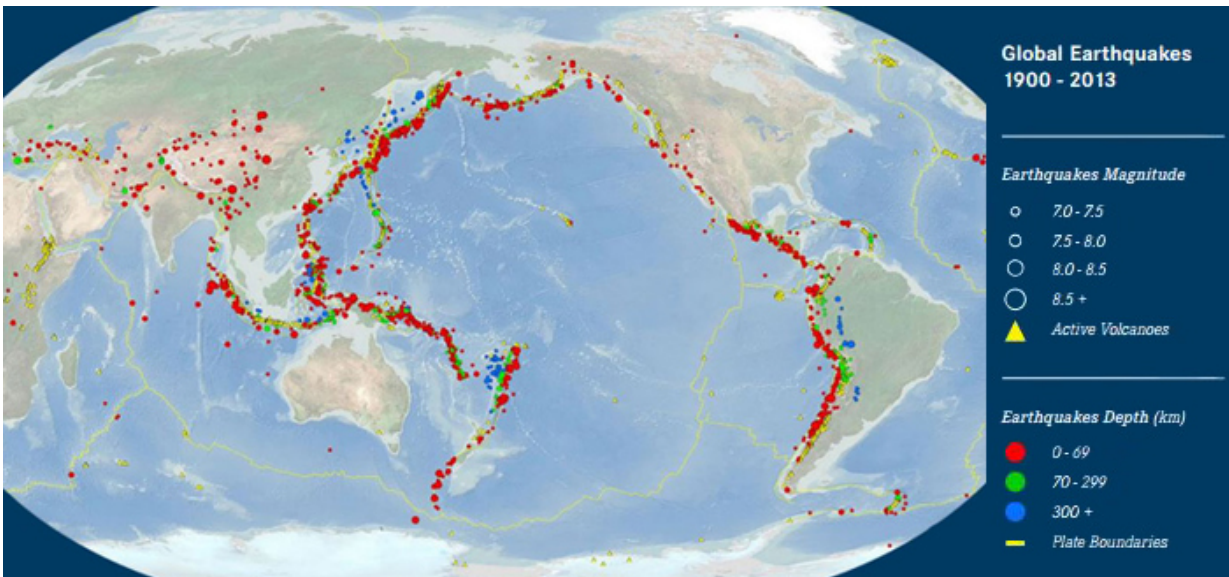 Global Earthquakes
1900 - 2013
Earthquakes Magnitude
7.0 - 7.5
7.5 - 8.0
8.0 - 8.5
8.5 +
Active Volcanoes
Earthquakes Depth (km)
0 - 69
70 - 299
300 +
Plate Boundaries